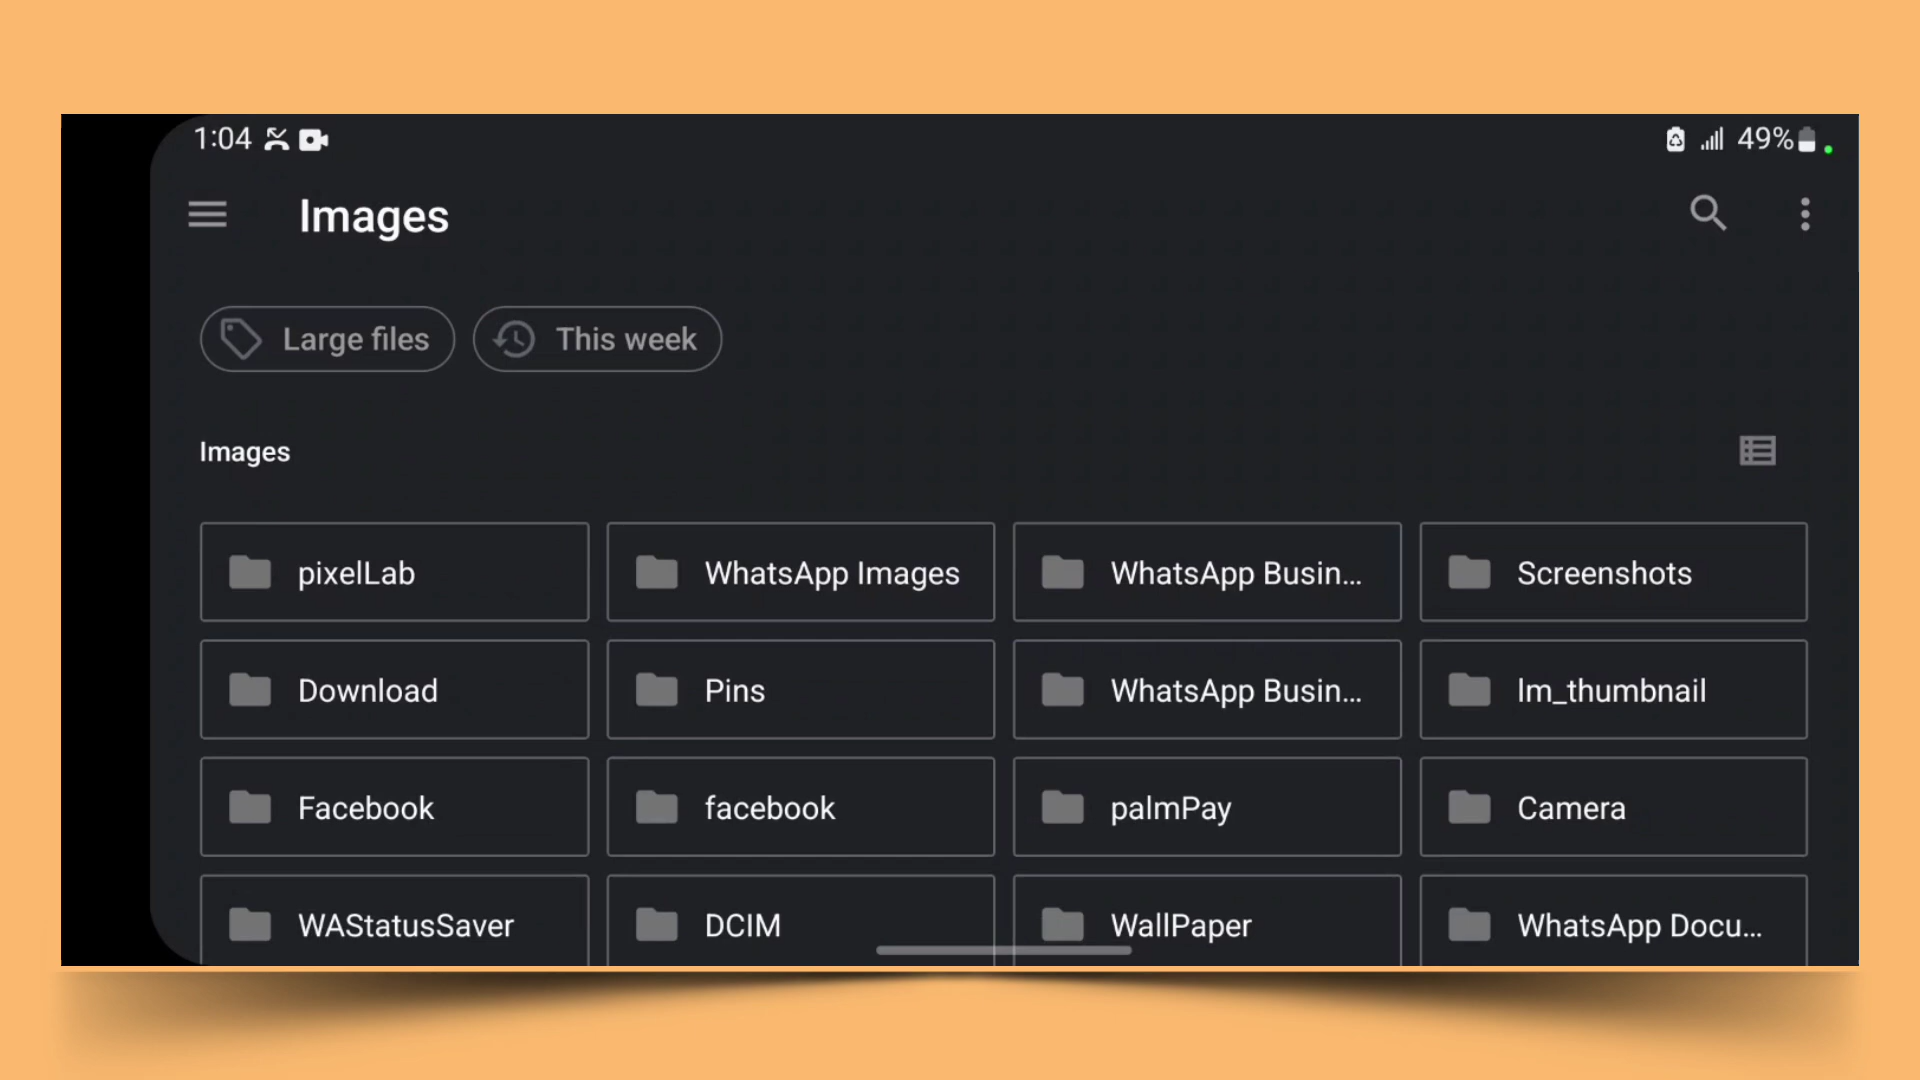 1:04 49%
Images
Large files This week
Images
pixelLab WhatsApp Images WhatsApp Busin... Screenshots
Download Pins WhatsApp Busin... lm_thumbnail
Facebook facebook palmPay Camera
WAStatusSaver DCIM WallPaper WhatsApp Docu...